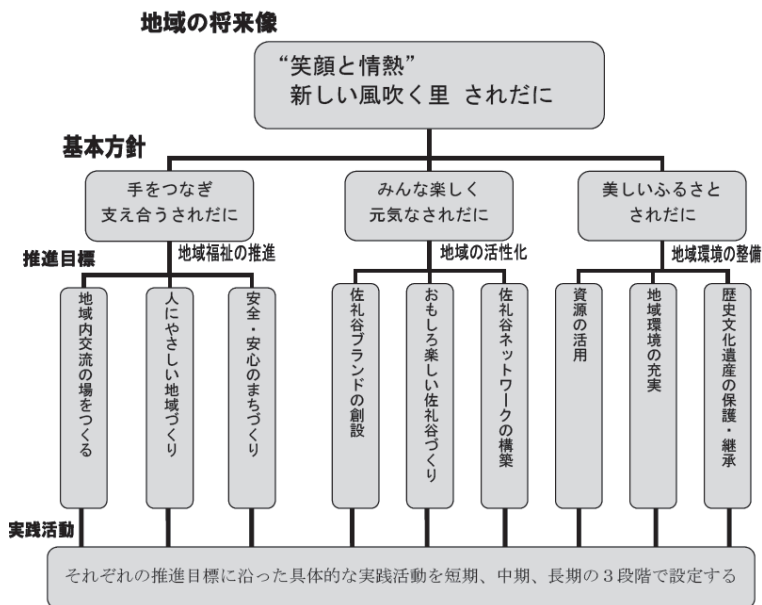 地域の将来像
“笑顔と情熱”
新しい風吹く里 されだに
基本方針
手をつなぎ
支え合うされだに
みんな楽しく
元気なされだに
美しいふるさと
されだに
推進目標
地域福祉の推進
地域の活性化
地域環境の整備
地域内交流の場をつくる
人にやさしい地域づくり
安全・安心のまちづくり
佐礼谷ブランドの創設
おもしろ楽しい佐礼谷づくり
佐礼谷ネットワークの構築
資源の活用
地域環境の充実
歴史文化遺産の保護・継承
実践活動
それぞれの推進目標に沿った具体的な実践活動を短期、中期、長期の３段階で設定する